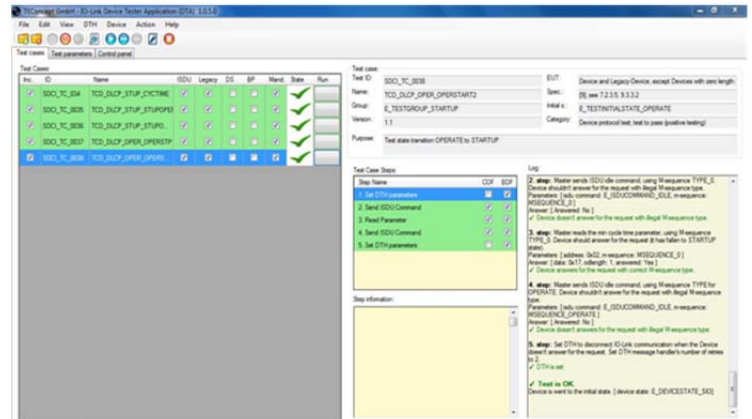 TEConcept GmbH - IO-Link Device Tester Application (DTA) 1.0.5.0
File Edit View DTH Device Action Help
Test cases Test parameters Control panel
Test Cases:
Inc. ID Name ISDU Legacy DS BP Mand. State Run
SDCI_TC_034 TCD_DLCP_STUP_CYCTIME
SDCI_TC_0035 TCD_DLCP_STUP_STUPOPER
SDCI_TC_0036 TCD_DLCP_STUP_STUPO...
SDCI_TC_0037 TCD_DLCP_OPER_OPERSTP
SDCI_TC_0038 TCD_DLCP_OPER_OPERS...
Test case:
Test ID: SDCI_TC_0038
Name: TCD_DLCP_OPER_OPERSTART2
Group: E_TESTGROUP_STARTUP
Version: 1.1
EUT: Device and Legacy-Device, except Devices with zero length
Spec.: [9], see 7.2.3.5, 9.3.3.2
Initial s.: E_TESTINITIALSTATE_OPERATE
Category: Device protocol test; test to pass (positive testing)
Purpose: Test state transition OPERATE to STARTUP
Test Case Steps:
Step Name COF EOF
1. Set DTH parameters
2. Send ISDU Command
3. Read Parameter
4. Send ISDU Command
5. Set DTH parameters
Step information:
Log:
2. step: Master sends ISDU idle command, using M-sequence TYPE_0.
Device shouldn't answer for the request with illegal M-sequence type.
Parameters: [ isdu command: E_ISDUCOMMAND_IDLE, m-sequence:
MSEQUENCE_0 ]
Answer: [ Answered: No ]
✓ Device doesn't answers for the request with illegal M-sequence type.
3. step: Master reads the min cycle time parameter, using M-sequence
TYPE_0. Device should answer for the request (it has fallen to STARTUP
state).
Parameters: [ address: 0x02, m-sequence: MSEQUENCE_0 ]
Answer: [ data: 0x17, odlength: 1, answered: Yes ]
✓ Device answers for the request with correct M-sequence type.
4. step: Master sends ISDU idle command, using M-sequence TYPE for
OPERATE. Device shouldn't answer for the request with illegal M-sequence
type.
Parameters: [ isdu command: E_ISDUCOMMAND_IDLE, m-sequence:
MSEQUENCE_OPERATE ]
Answer: [ Answered: No ]
✓ Device doesn't answers for the request with illegal M-sequence type.
5. step: Set DTH to disconnect IO-Link communication when the Device
doesn't answer for the request. Set DTH message handler's number of retries
to 2.
✓ DTH is set.
✓ Test is OK.
Device is went to the initial state. [ device state: E_DEVICESTATE_SIO]